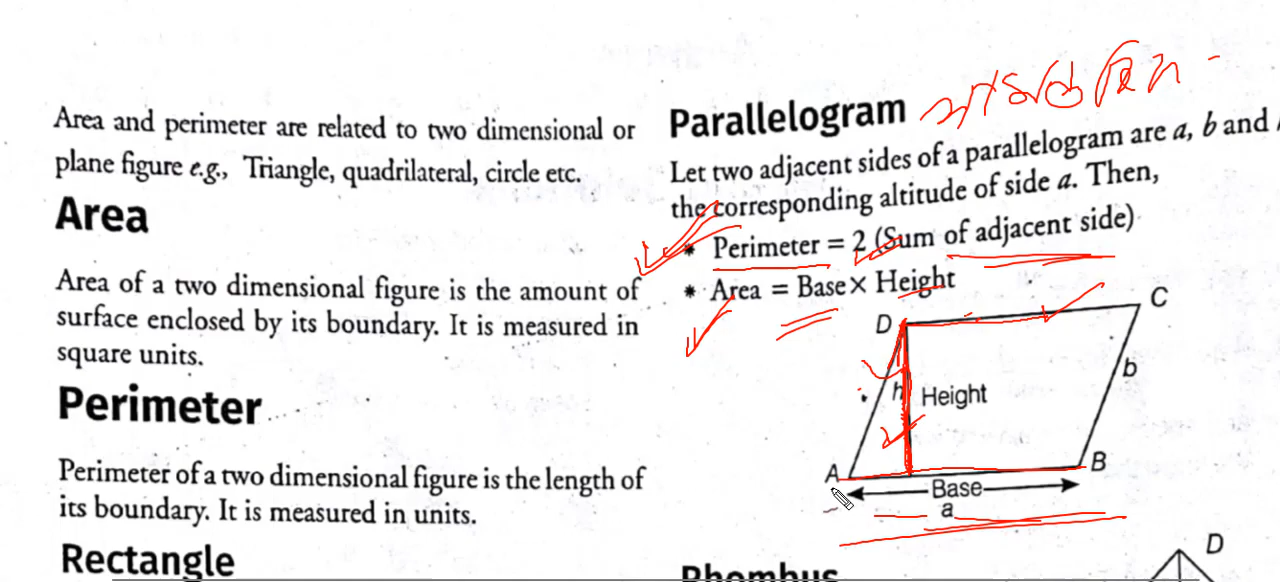 Area and perimeter are related to two dimensional or
plane figure e.g., Triangle, quadrilateral, circle etc.
Area
Area of a two dimensional figure is the amount of
surface enclosed by its boundary. It is measured in
square units.
Perimeter
Perimeter of a two dimensional figure is the length of
its boundary. It is measured in units.
Rectangle
Parallelogram
Let two adjacent sides of a parallelogram are a, b and
the corresponding altitude of side a. Then,
* Perimeter = 2 (Sum of adjacent side)
* Area = Base × Height
D
C
h
Height
b
A
B
Base
a
D
Rhombus